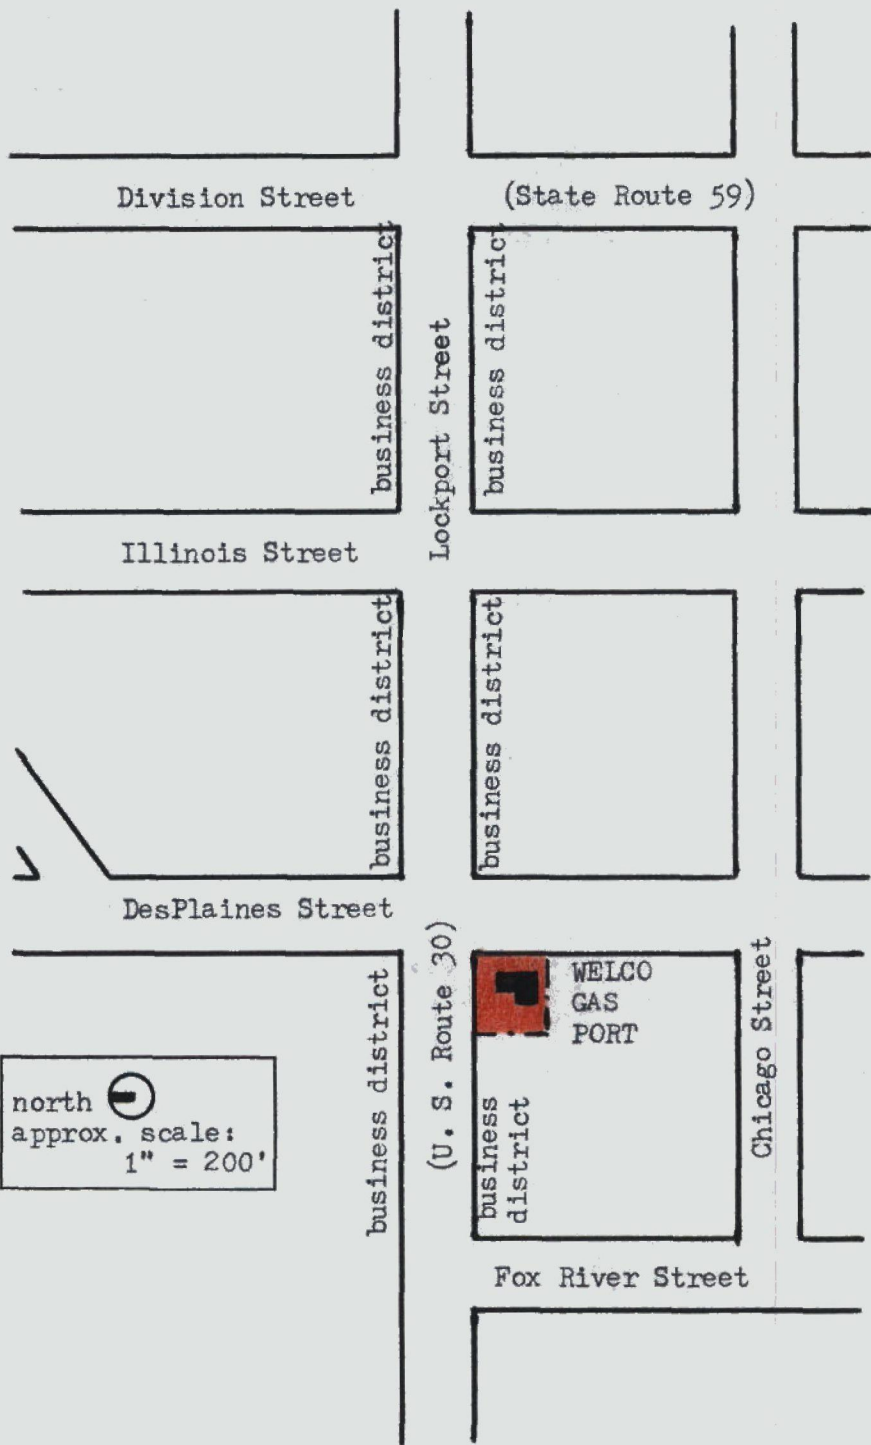 Division Street
(State Route 59)
business district
Lockport Street
business district
Illinois Street
business district
business district
DesPlaines Street
business district
(U. S. Route 30)
WELCO
GAS
PORT
Chicago Street
north
approx. scale:
1" = 200'
business
district
Fox River Street